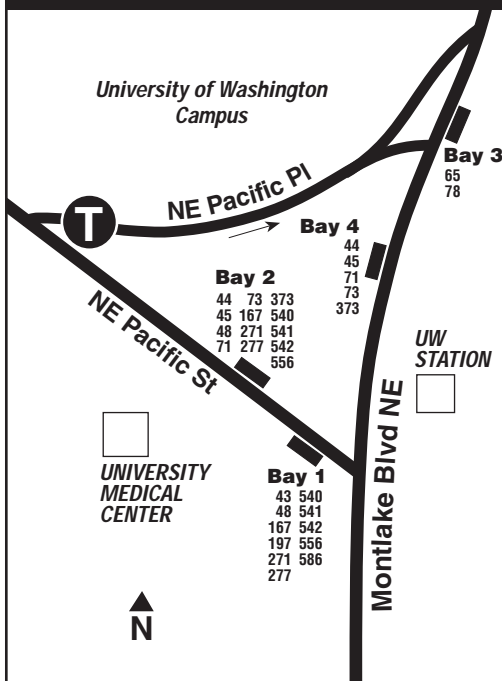 University of Washington
Campus
NE Pacific Pl
Bay 3
65
78
T
Bay 4
44
45
71
73
373
Bay 2
44 73 373
45 167 540
48 271 541
71 277 542
556
NE Pacific St
UW
STATION
UNIVERSITY
MEDICAL
CENTER
Bay 1
43 540
48 541
167 542
197 556
271 586
277
Montlake Blvd NE
N